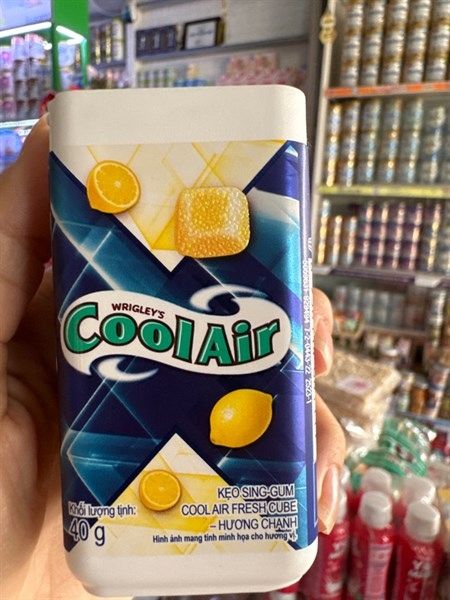 WRIGLEY'S
CoolAir
KẸO SING-GUM
COOL AIR FRESH CUBE
– HƯƠNG CHANH
Hình ảnh mang tính minh họa cho hương vị
Khối lượng tịnh:
40 g